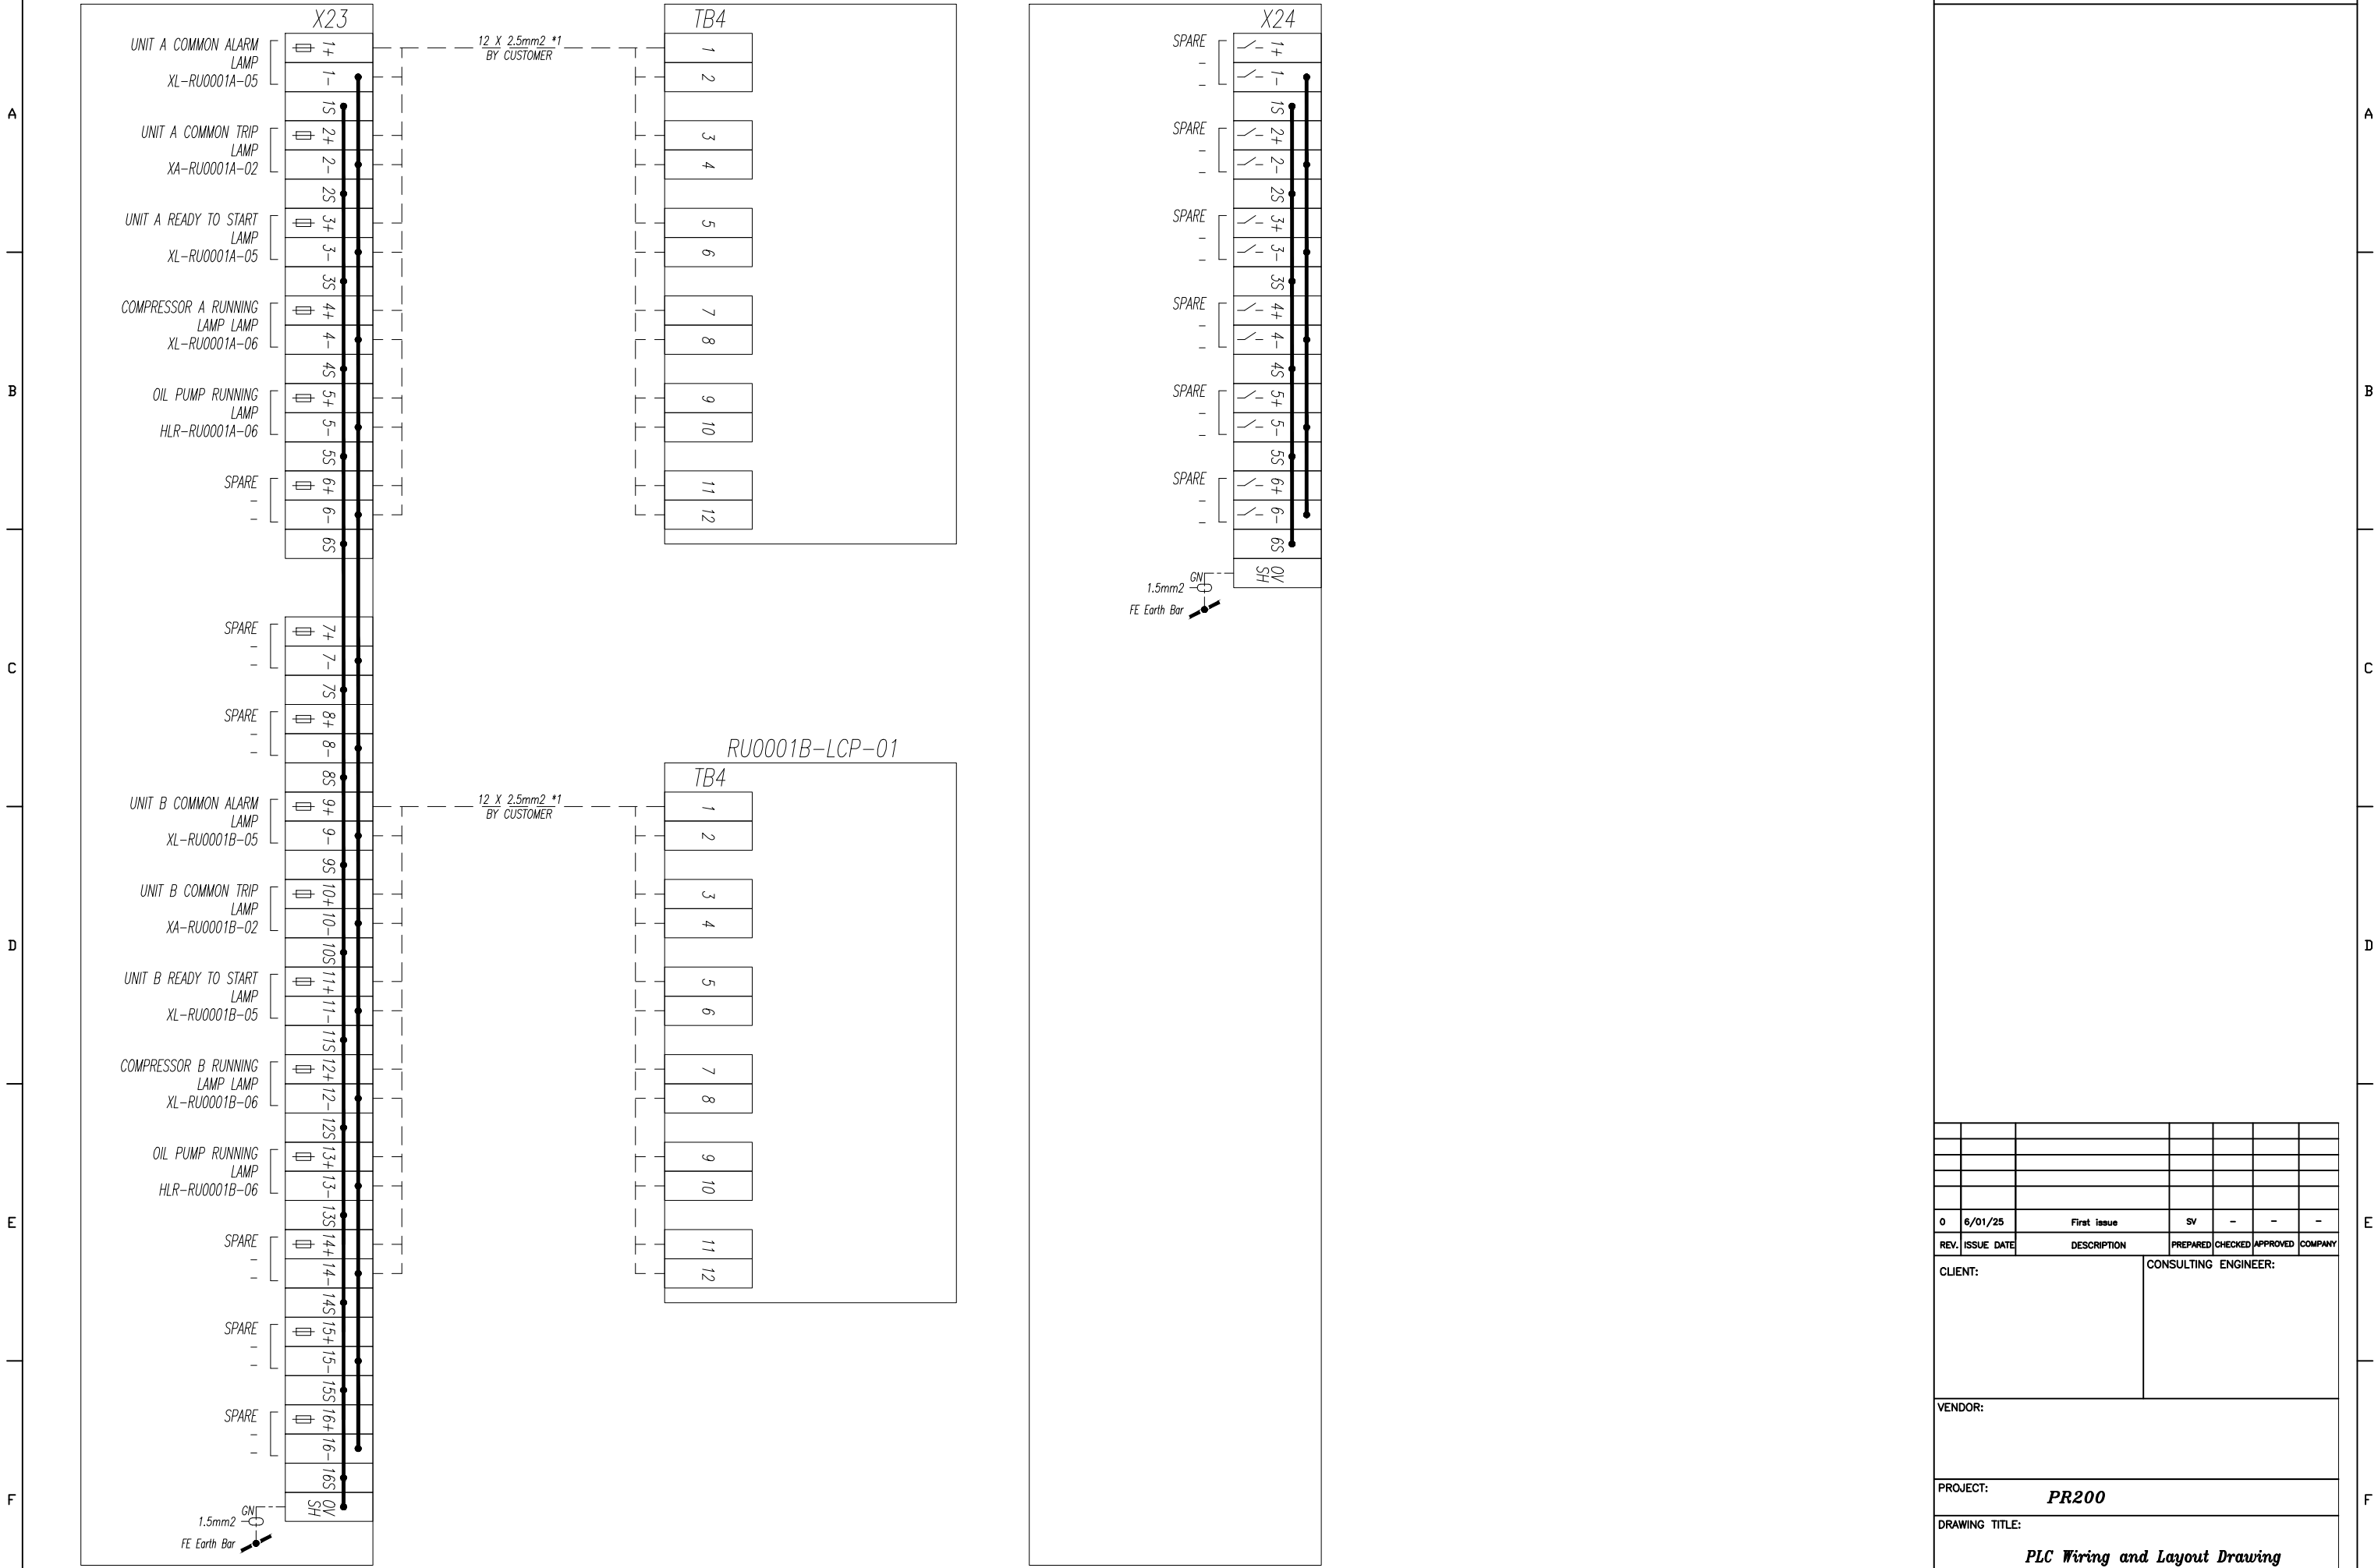 X23
UNIT A COMMON ALARM
LAMP
XL-RU0001A-05
1+
1-
1S
UNIT A COMMON TRIP
LAMP
XA-RU0001A-02
2+
2-
2S
UNIT A READY TO START
LAMP
XL-RU0001A-05
3+
3-
3S
COMPRESSOR A RUNNING
LAMP LAMP
XL-RU0001A-06
4+
4-
4S
OIL PUMP RUNNING
LAMP
HLR-RU0001A-06
5+
5-
5S
SPARE
-
-
6+
6-
6S
SPARE
-
-
7+
7-
7S
SPARE
-
-
8+
8-
8S
UNIT B COMMON ALARM
LAMP
XL-RU0001B-05
9+
9-
9S
UNIT B COMMON TRIP
LAMP
XA-RU0001B-02
10+
10-
10S
UNIT B READY TO START
LAMP
XL-RU0001B-05
11+
11-
11S
COMPRESSOR B RUNNING
LAMP LAMP
XL-RU0001B-06
12+
12-
12S
OIL PUMP RUNNING
LAMP
HLR-RU0001B-06
13+
13-
13S
SPARE
-
-
14+
14-
14S
SPARE
-
-
15+
15-
15S
SPARE
-
-
16+
16-
16S
0V
SH
GN
1.5mm2
FE Earth Bar
12 X 2.5mm2 *1
BY CUSTOMER
TB4
1
2
3
4
5
6
7
8
9
10
11
12
12 X 2.5mm2 *1
BY CUSTOMER
RU0001B-LCP-01
TB4
1
2
3
4
5
6
7
8
9
10
11
12
X24
SPARE
-
-
1+
1-
1S
SPARE
-
-
2+
2-
2S
SPARE
-
-
3+
3-
3S
SPARE
-
-
4+
4-
4S
SPARE
-
-
5+
5-
5S
SPARE
-
-
6+
6-
6S
0V
SH
GN
1.5mm2
FE Earth Bar
A
B
C
D
E
F
A
B
C
D
E
F
0 6/01/25 First issue SV - - -
REV. ISSUE DATE DESCRIPTION PREPARED CHECKED APPROVED COMPANY
CLIENT:
CONSULTING ENGINEER:
VENDOR:
PROJECT:
PR200
DRAWING TITLE:
PLC Wiring and Layout Drawing